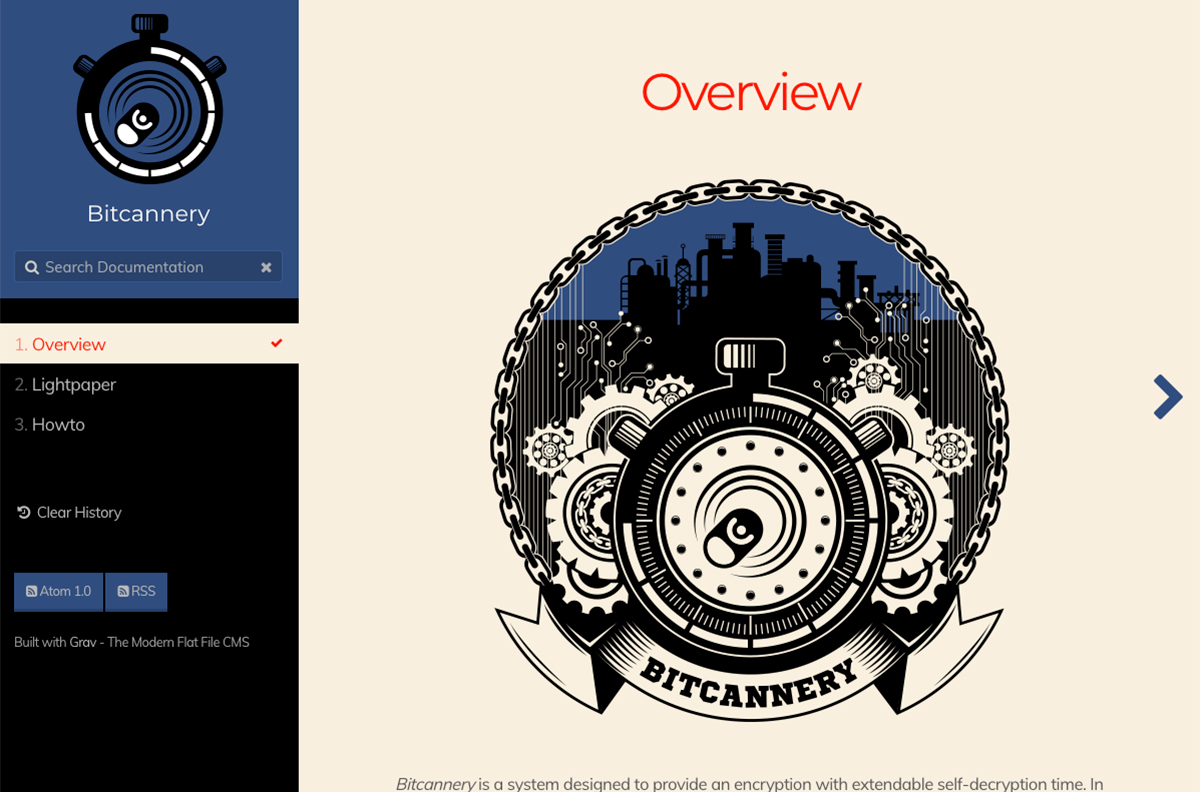 Bitcannery
Search Documentation
1. Overview
2. Lightpaper
3. Howto
Clear History
Atom 1.0
RSS
Built with Grav - The Modern Flat File CMS
Overview
BITCANNERY
Bitcannery is a system designed to provide an encryption with extendable self-decryption time. In